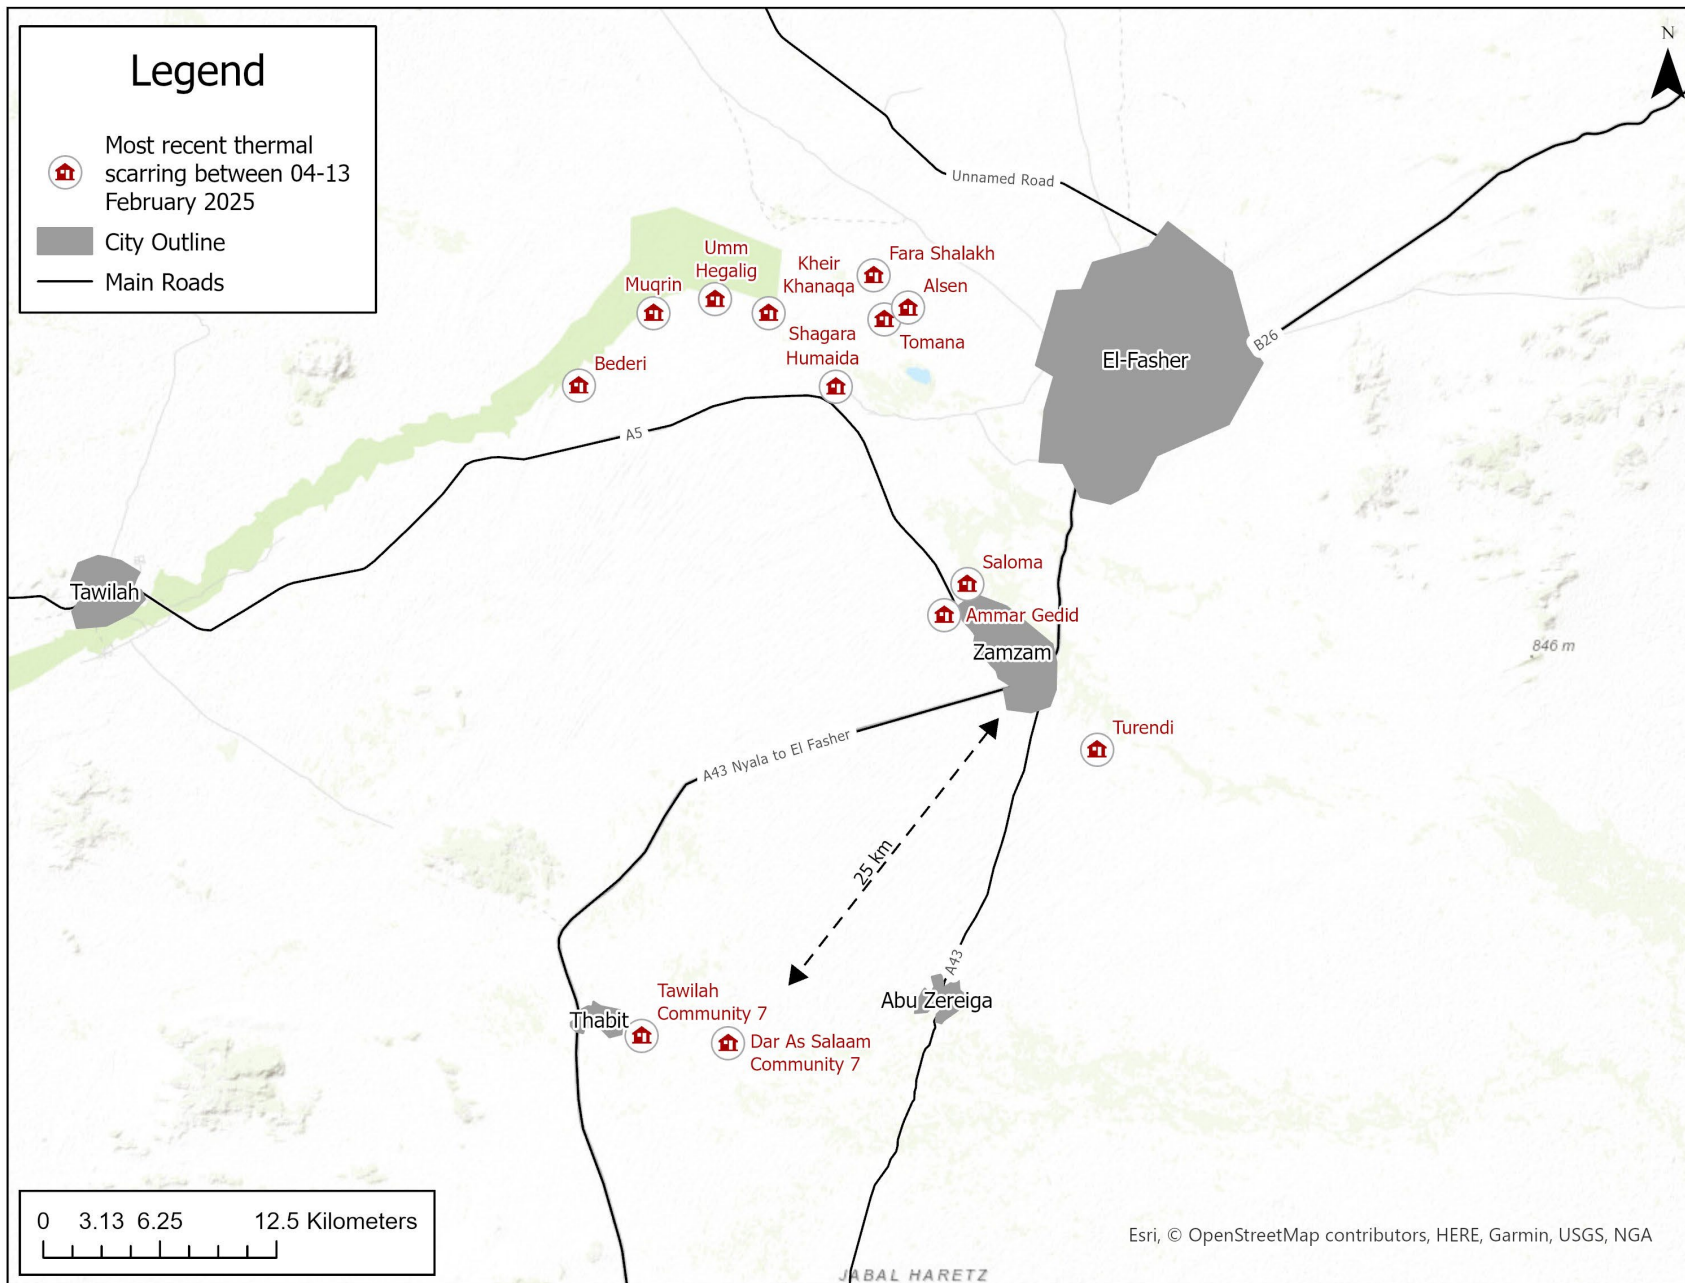 Legend
Most recent thermal
scarring between 04-13
February 2025
City Outline
Main Roads
N
Unnamed Road
B26
El-Fasher
Fara Shalakh
Kheir
Khanaqa
Alsen
Tomana
Umm
Hegalig
Muqrin
Shagara
Humaida
Bederi
A5
Tawilah
Saloma
Ammar Gedid
Zamzam
846 m
Turendi
A43 Nyala to El Fasher
25 km
A43
Abu Zereiga
Tawilah
Community 7
Thabit
Dar As Salaam
Community 7
0 3.13 6.25 12.5 Kilometers
Esri, © OpenStreetMap contributors, HERE, Garmin, USGS, NGA
JABAL HARETZ